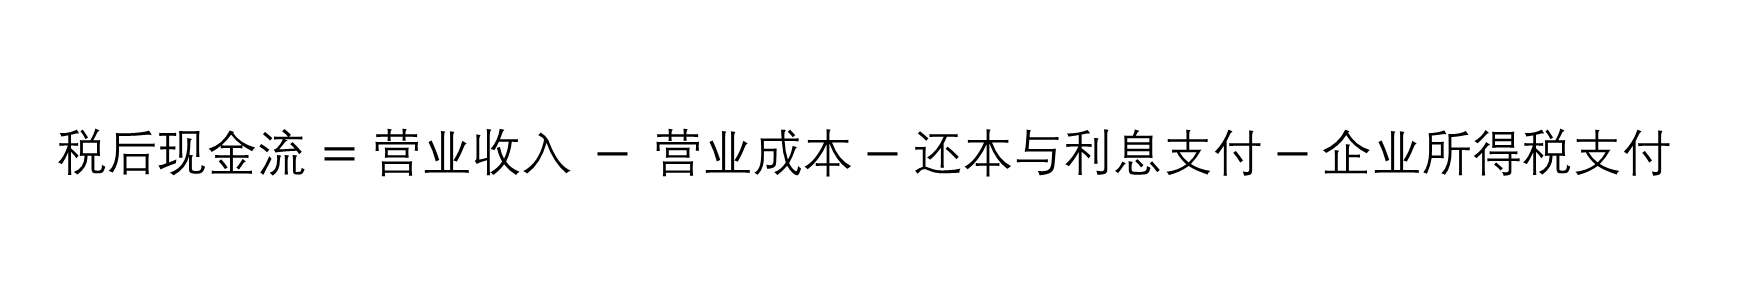 税后现金流 = 营业收入 － 营业成本 – 还本与利息支付 – 企业所得税支付